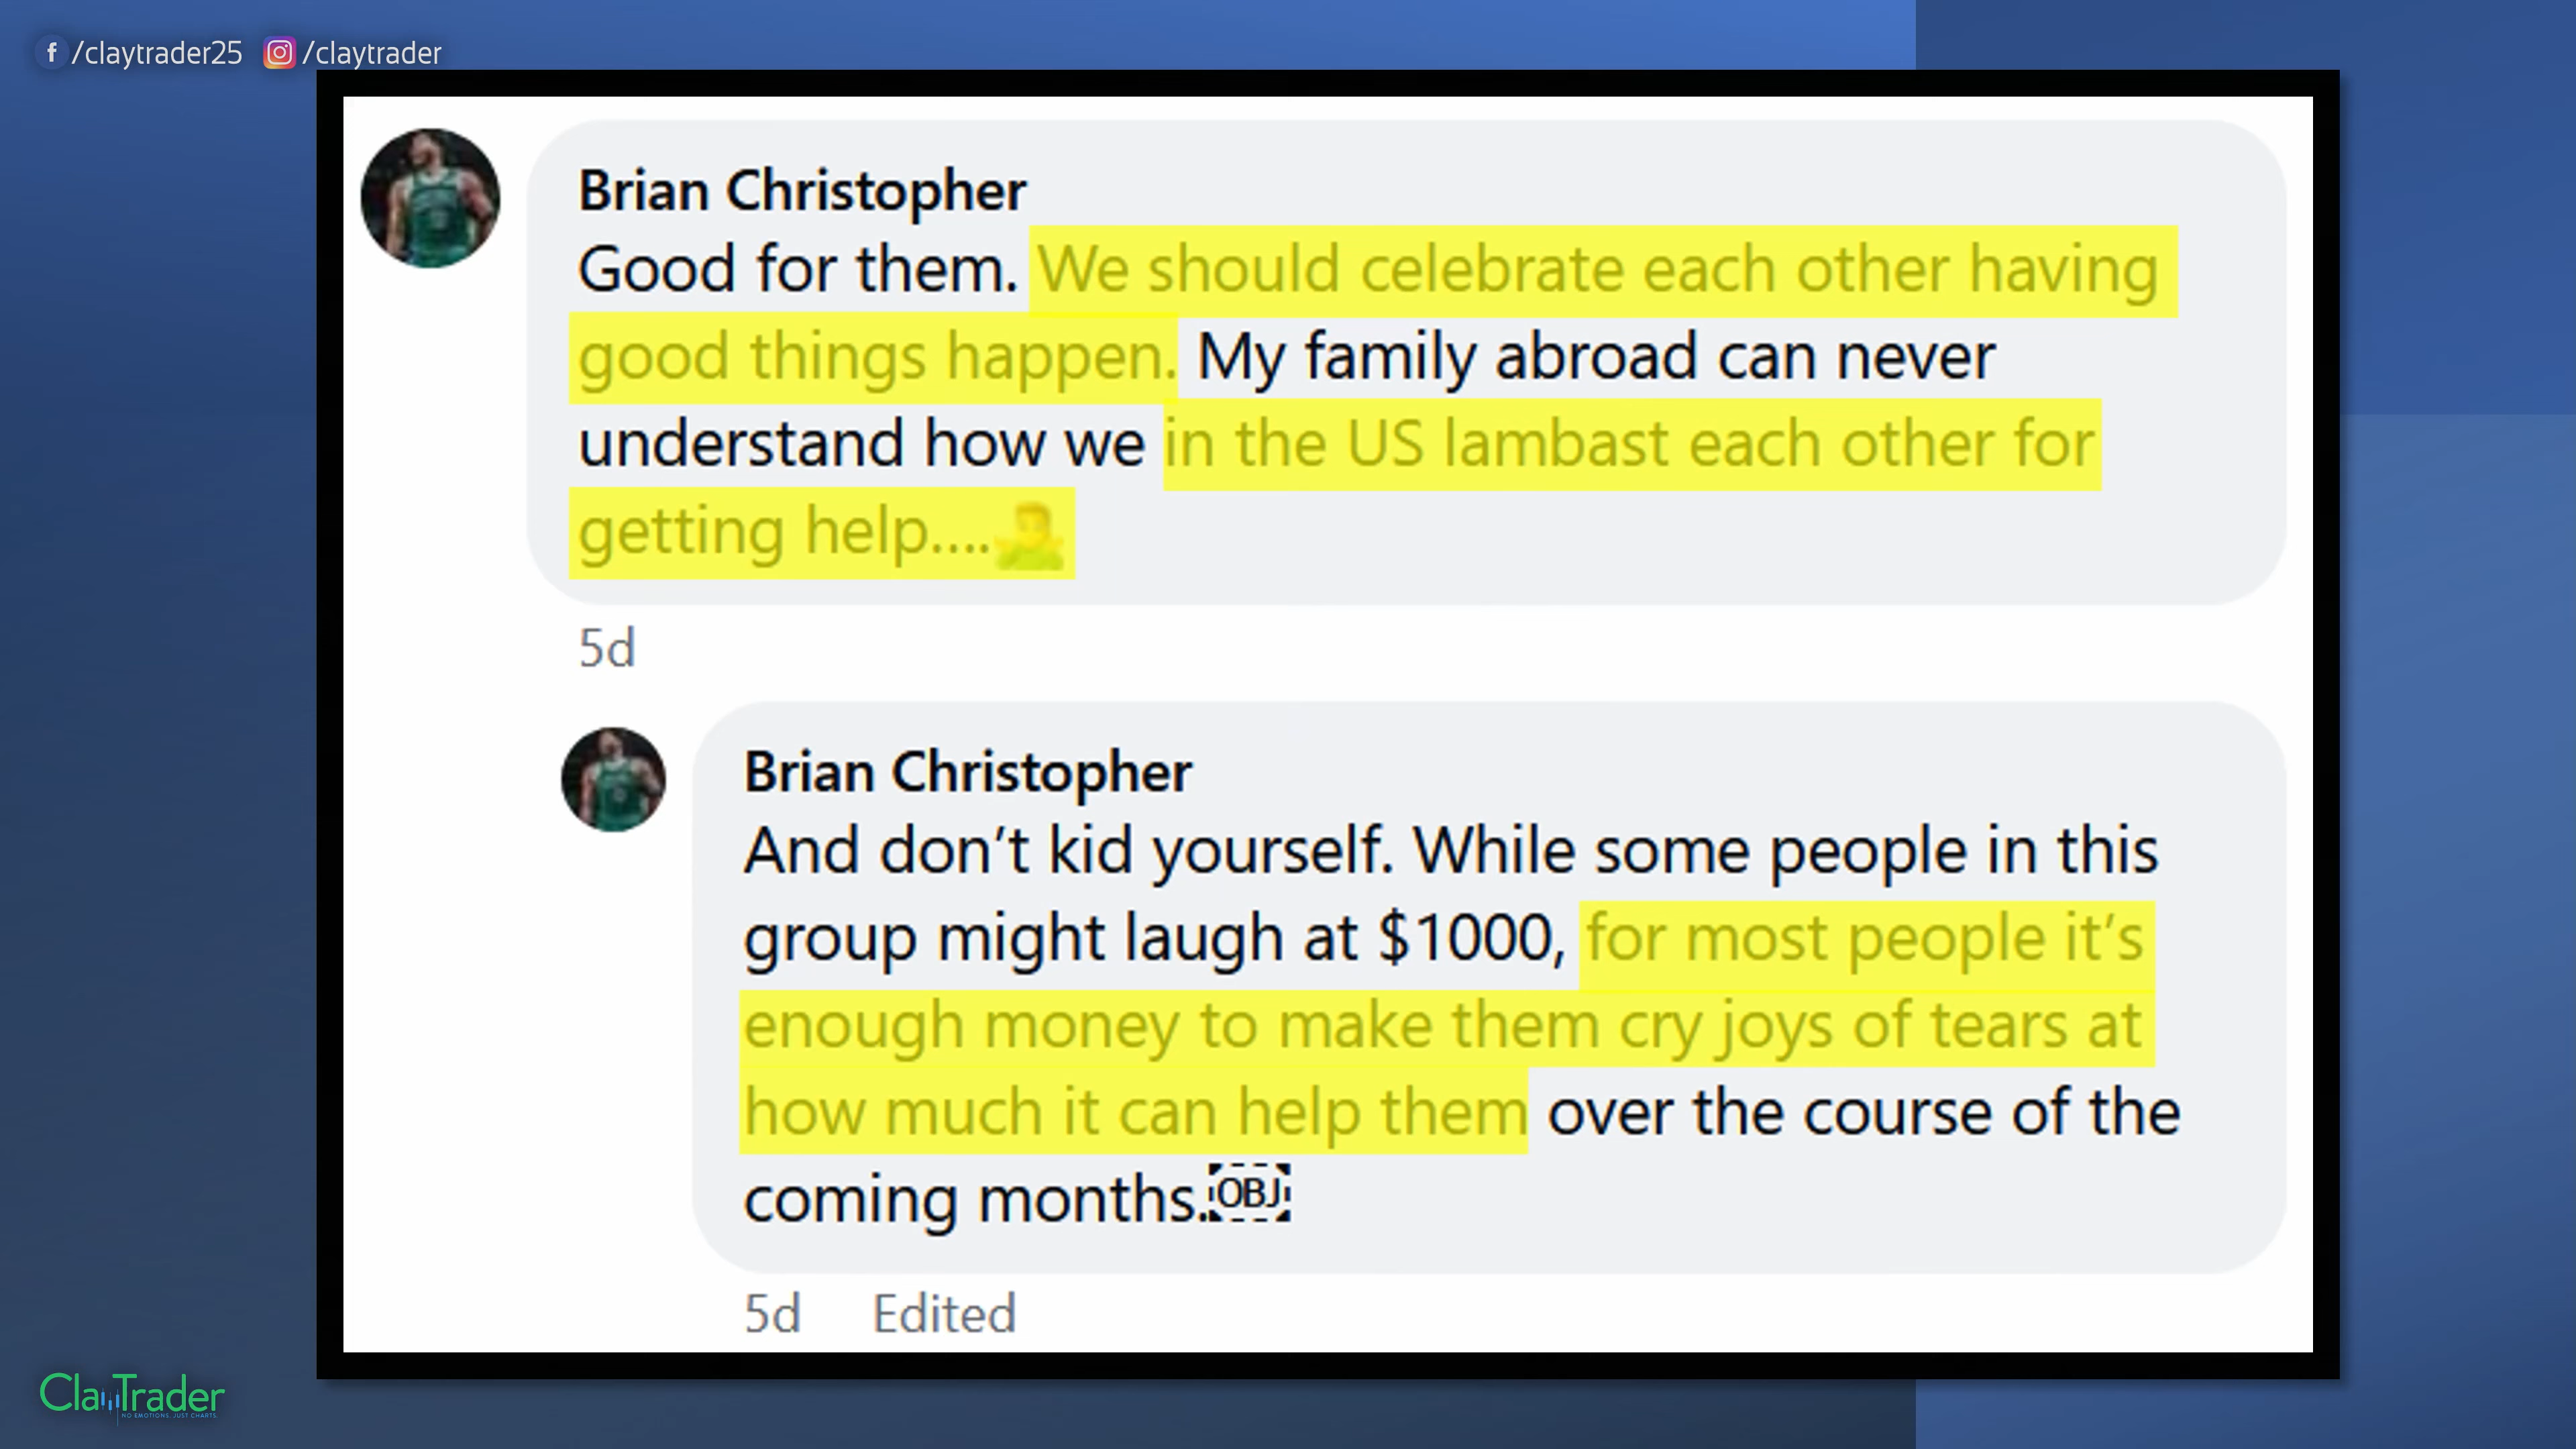 /claytrader25 /claytrader
Brian Christopher
Good for them. We should celebrate each other having
good things happen. My family abroad can never
understand how we in the US lambast each other for
getting help....🤷‍♂️
5d
Brian Christopher
And don’t kid yourself. While some people in this
group might laugh at $1000, for most people it’s
enough money to make them cry joys of tears at
how much it can help them over the course of the
coming months.￼
5d Edited
ClayTrader
NO EMOTIONS. JUST CHARTS.